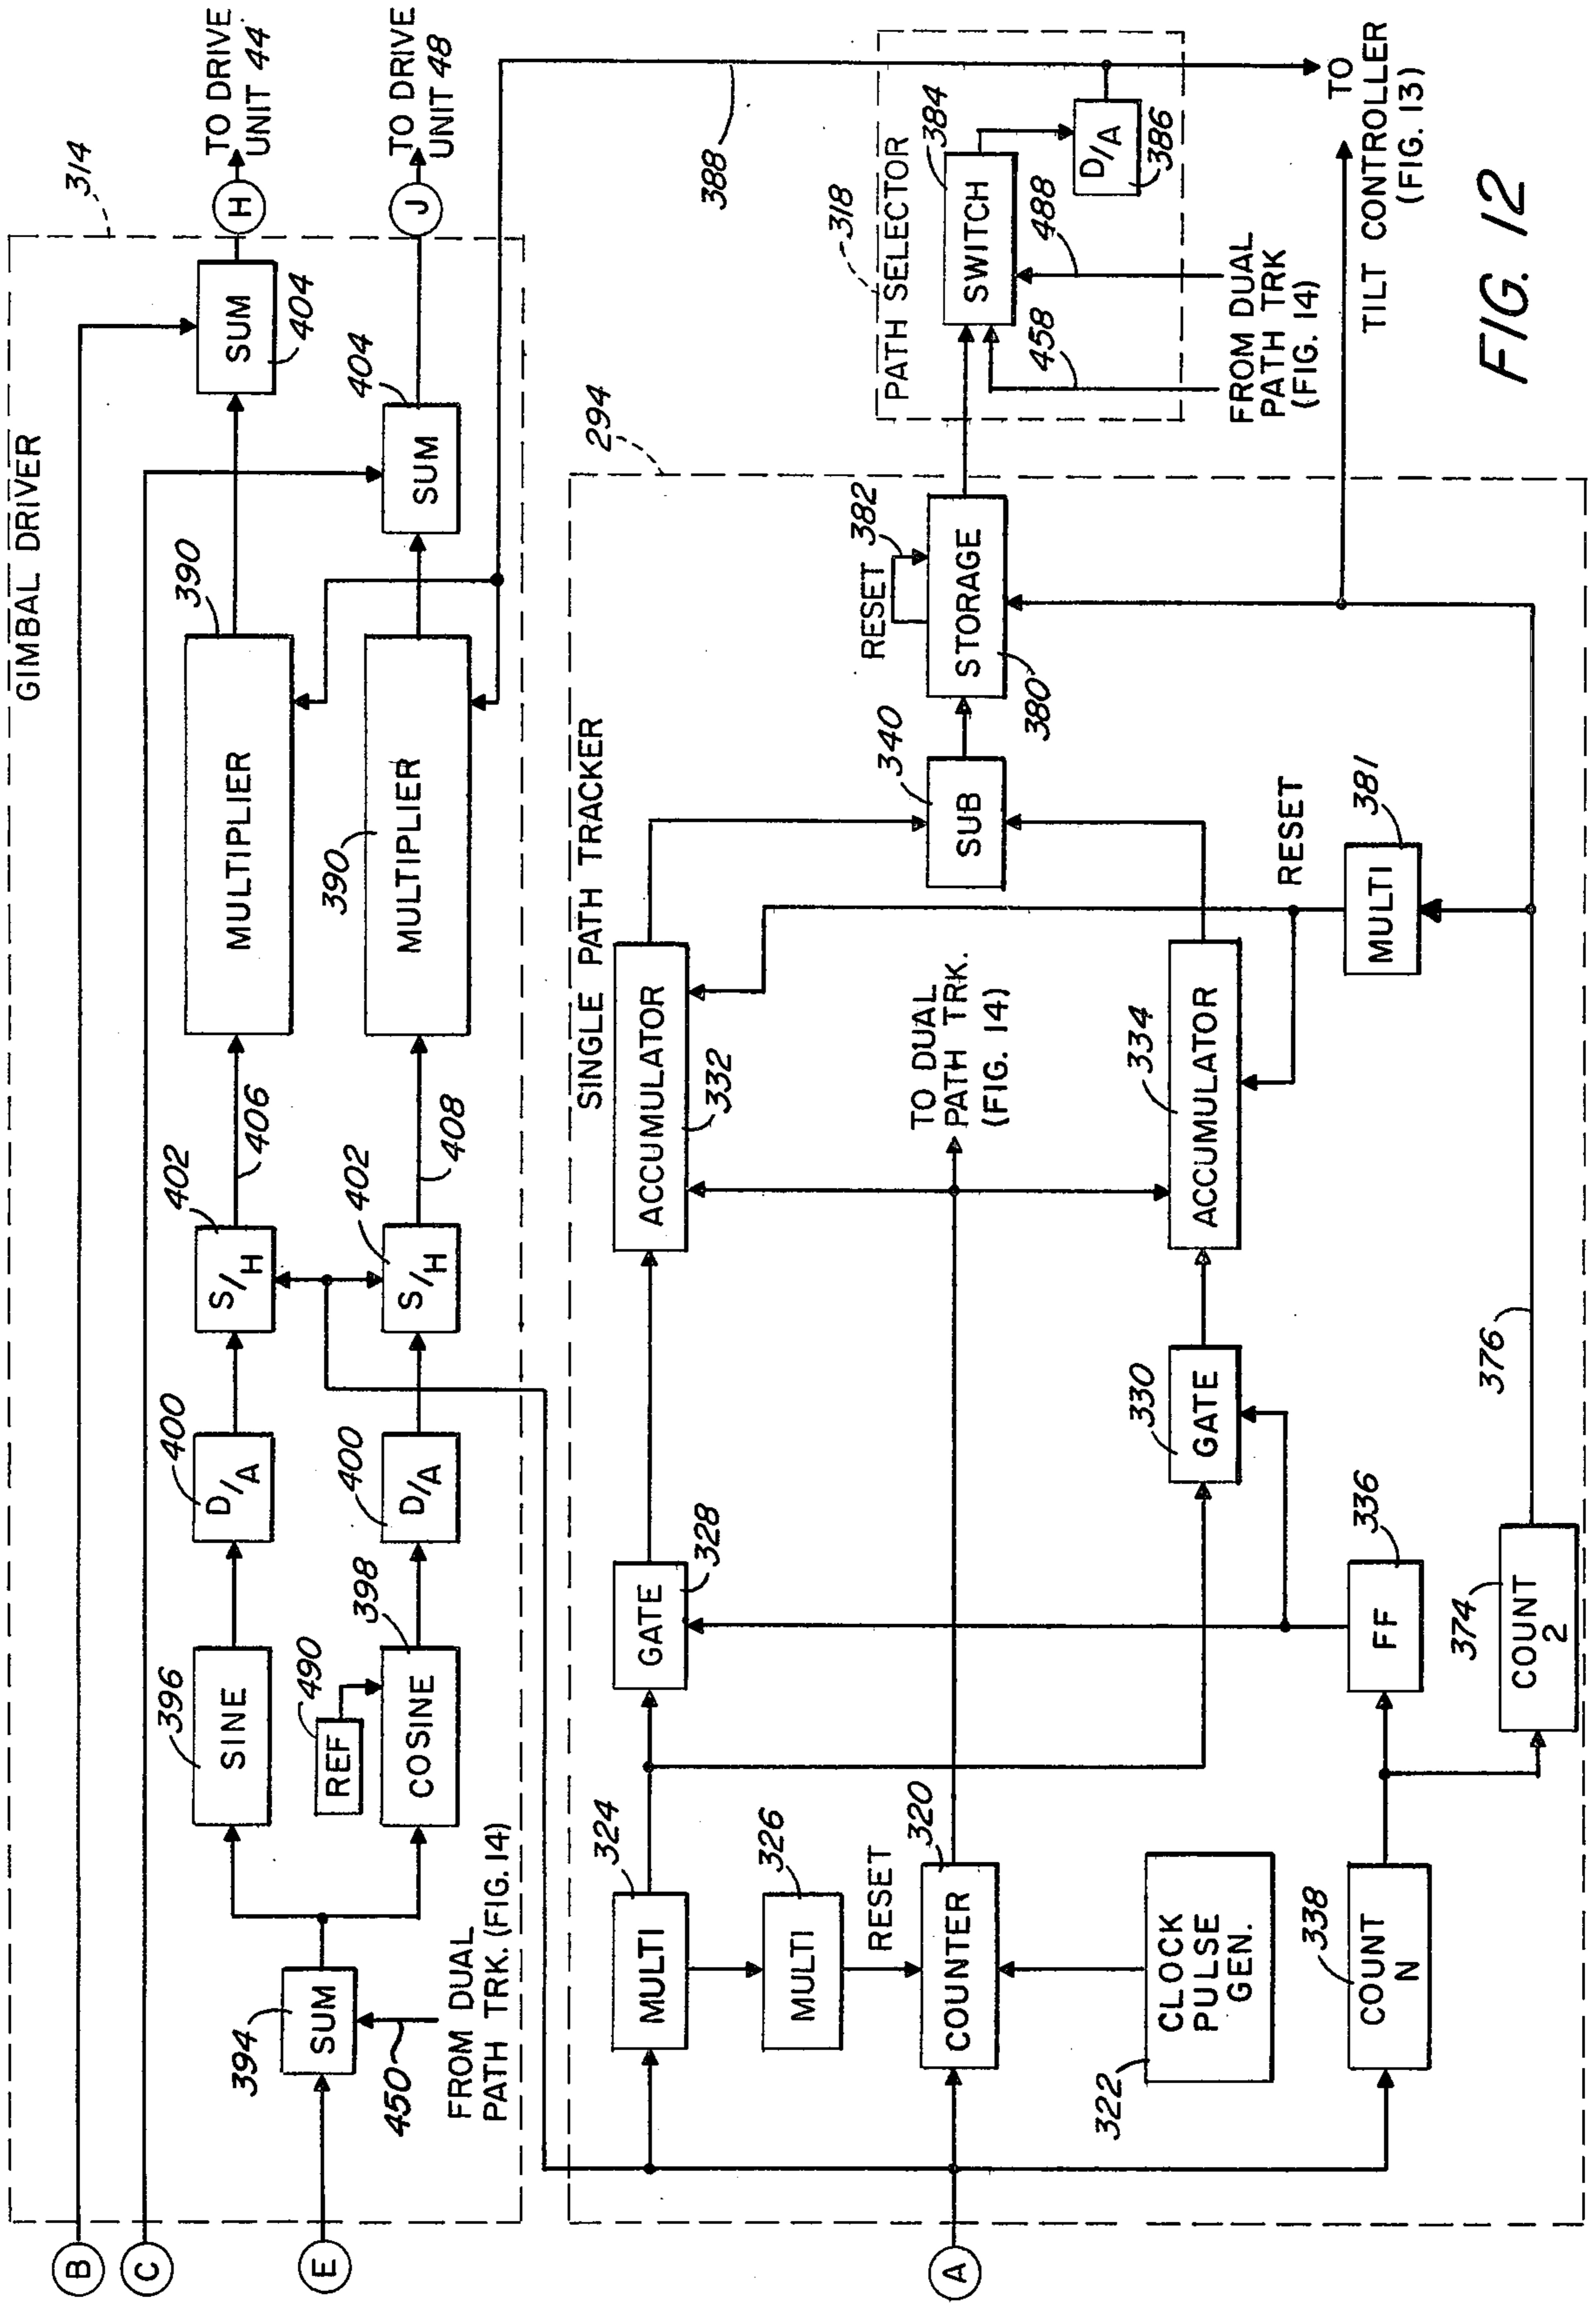 GIMBAL DRIVER
314
B
C
E
394
SUM
450
FROM DUAL
PATH TRK. (FIG. 14)
396
SINE
490
REF
398
COSINE
400
D/A
400
D/A
402
S/H
402
S/H
406
408
390
MULTIPLIER
390
MULTIPLIER
404
SUM
404
SUM
H
TO DRIVE
UNIT 44
J
TO DRIVE
UNIT 48
388
SINGLE PATH TRACKER
294
A
324
MULTI
326
MULTI
RESET
320
COUNTER
322
CLOCK
PULSE
GEN.
338
COUNT
N
328
GATE
330
GATE
336
FF
374
COUNT
2
376
ACCUMULATOR
332
TO DUAL
PATH TRK.
(FIG. 14)
334
ACCUMULATOR
RESET
381
MULTI
340
SUB
RESET
382
STORAGE
380
318
PATH SELECTOR
384
SWITCH
D/A
386
458
488
FROM DUAL
PATH TRK
(FIG. 14)
TO
TILT CONTROLLER
(FIG. 13)
FIG. 12